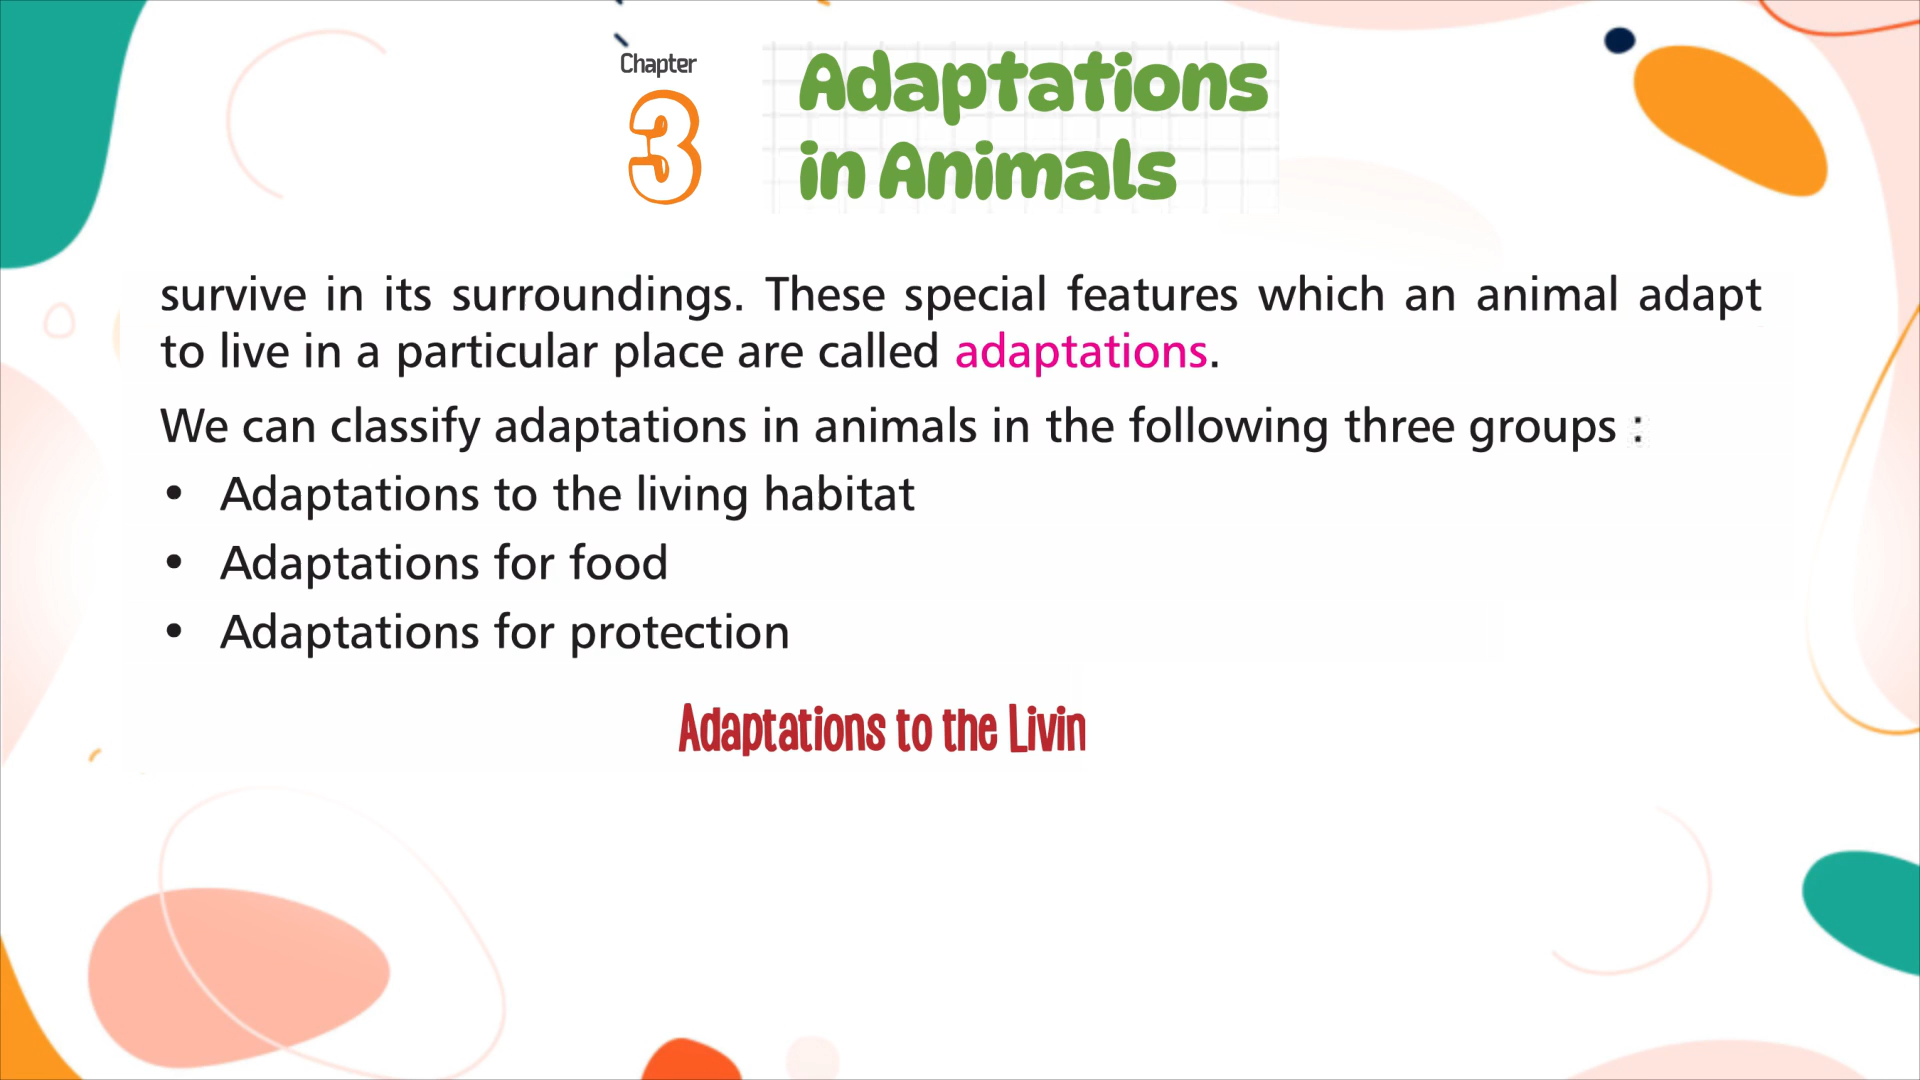 Chapter
3
Adaptations
in Animals
survive in its surroundings. These special features which an animal adapt
to live in a particular place are called adaptations.
We can classify adaptations in animals in the following three groups :
• Adaptations to the living habitat
• Adaptations for food
• Adaptations for protection
Adaptations to the Livin